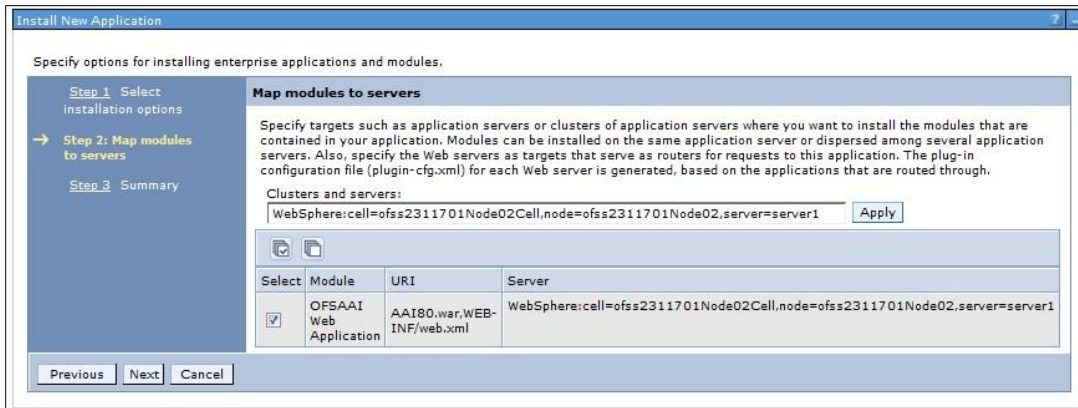 Install New Application
?
Specify options for installing enterprise applications and modules.
Step 1 Select
installation options
Step 2: Map modules
to servers
Step 3 Summary
Map modules to servers
Specify targets such as application servers or clusters of application servers where you want to install the modules that are
contained in your application. Modules can be installed on the same application server or dispersed among several application
servers. Also, specify the Web servers as targets that serve as routers for requests to this application. The plug-in
configuration file (plugin-cfg.xml) for each Web server is generated, based on the applications that are routed through.
Clusters and servers:
WebSphere:cell=ofss2311701Node02Cell,node=ofss2311701Node02,server=server1 Apply
Select Module URI Server
OFSAAI
Web
Application
AAI80.war,WEB-
INF/web.xml
WebSphere:cell=ofss2311701Node02Cell,node=ofss2311701Node02,server=server1
Previous Next Cancel